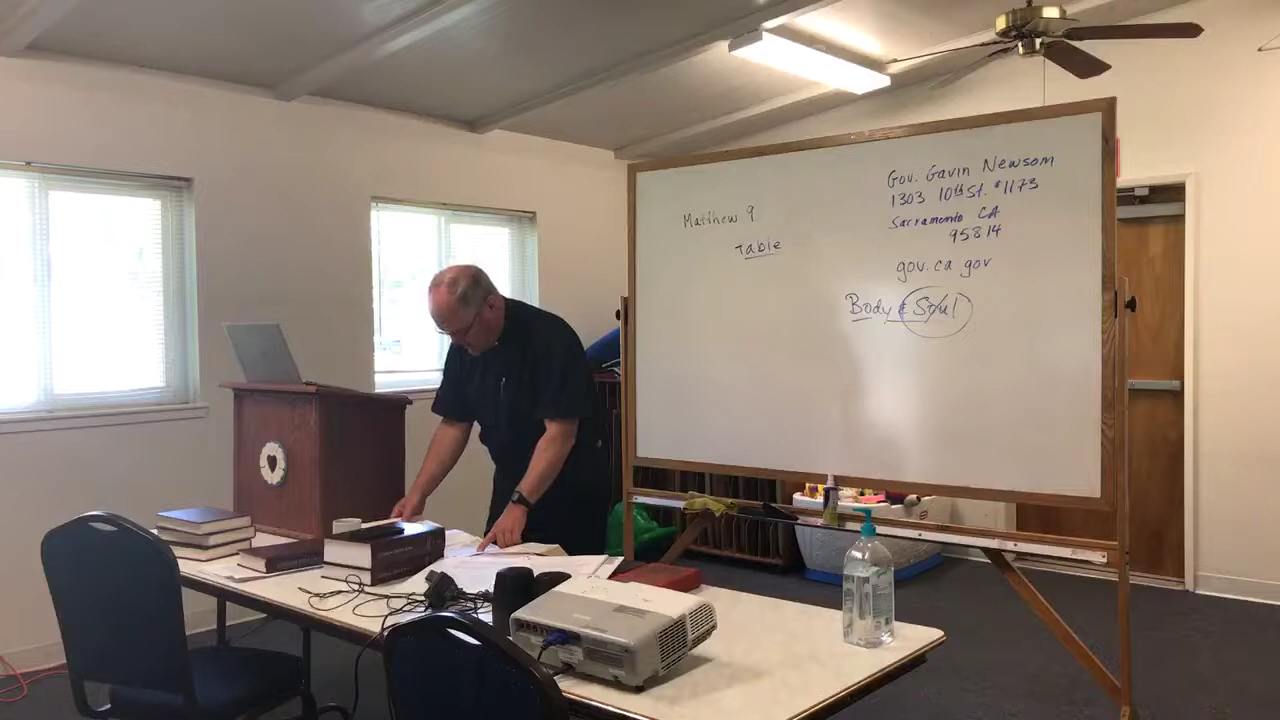 Matthew 9
Table
Gov. Gavin Newsom
1303 10th St. #1173
Sacramento CA
95814
gov.ca.gov
Body & Soul